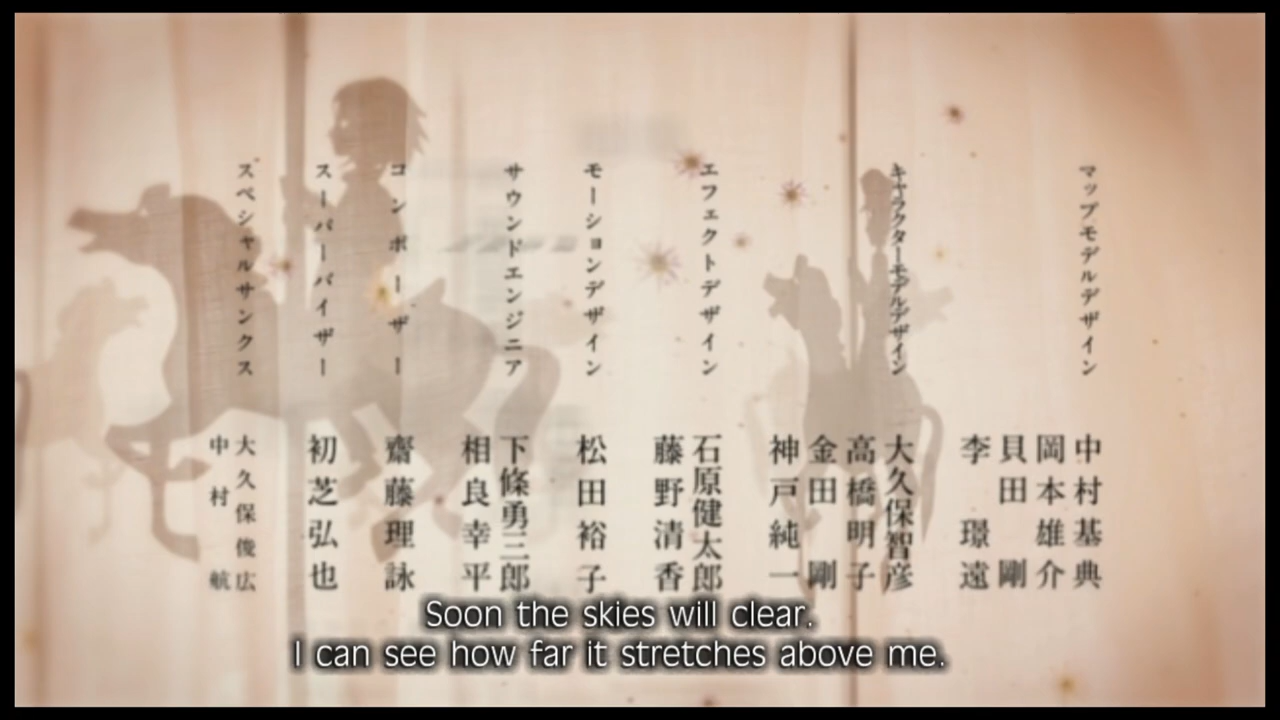 マップモデルデザイン
中村基典
岡本雄介
貝田剛
李璟遠
キャラクターモデルデザイン
大久保智彦
高橋明子
金田剛
神戸純一
エフェクトデザイン
石原健太郎
藤野清香
モーションデザイン
松田裕子
サウンドエンジニア
下條勇三郎
相良幸平
コンポーザー
齋藤理詠
スーパーバイザー
初芝弘也
スペシャルサンクス
大久保俊広
中村航
Soon the skies will clear.
I can see how far it stretches above me.